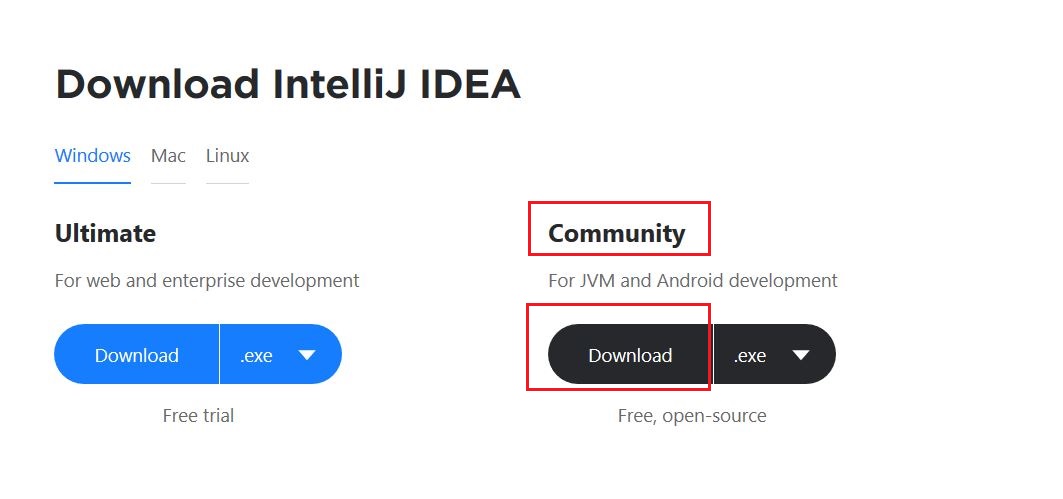 Download IntelliJ IDEA
Windows Mac Linux
Ultimate
For web and enterprise development
Download .exe
Free trial
Community
For JVM and Android development
Download .exe
Free, open-source